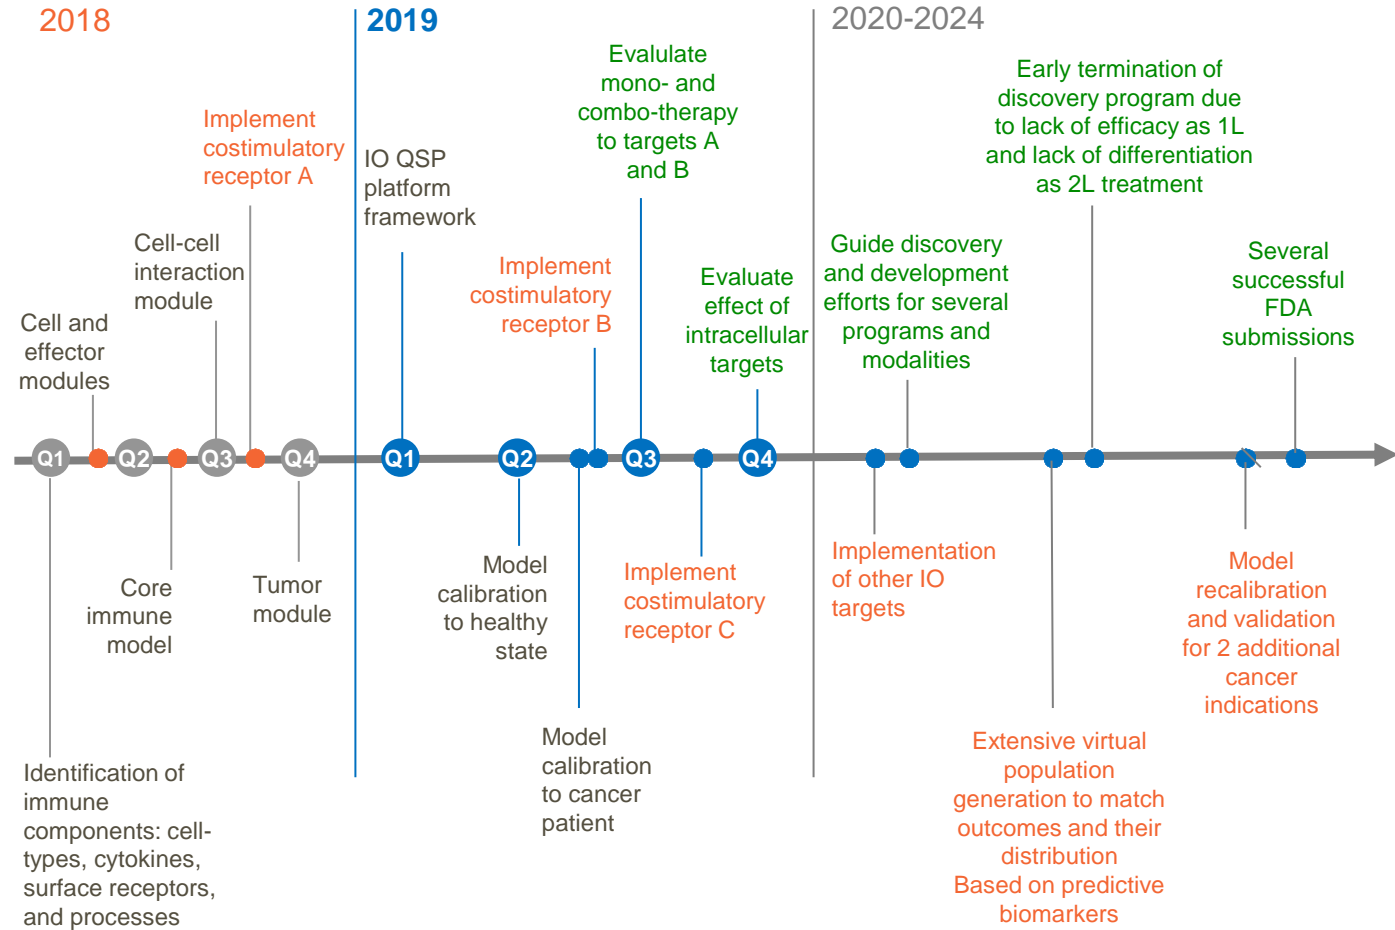 2018
2019
2020-2024
Implement
costimulatory
receptor A
Cell-cell
interaction
module
Cell and
effector
modules
IO QSP
platform
framework
Evalulate
mono- and
combo-therapy
to targets A
and B
Implement
costimulatory
receptor B
Evaluate
effect of
intracellular
targets
Early termination of
discovery program due
to lack of efficacy as 1L
and lack of differentiation
as 2L treatment
Guide discovery
and development
efforts for several
programs and
modalities
Several
successful
FDA
submissions
Q1
Q2
Q3
Q4
Q1
Q2
Q3
Q4
Core
immune
model
Tumor
module
Identification of
immune
components: cell-
types, cytokines,
surface receptors,
and processes
Model
calibration
to healthy
state
Model
calibration
to cancer
patient
Implement
costimulatory
receptor C
Implementation
of other IO
targets
Extensive virtual
population
generation to match
outcomes and their
distribution
Based on predictive
biomarkers
Model
recalibration
and validation
for 2 additional
cancer
indications